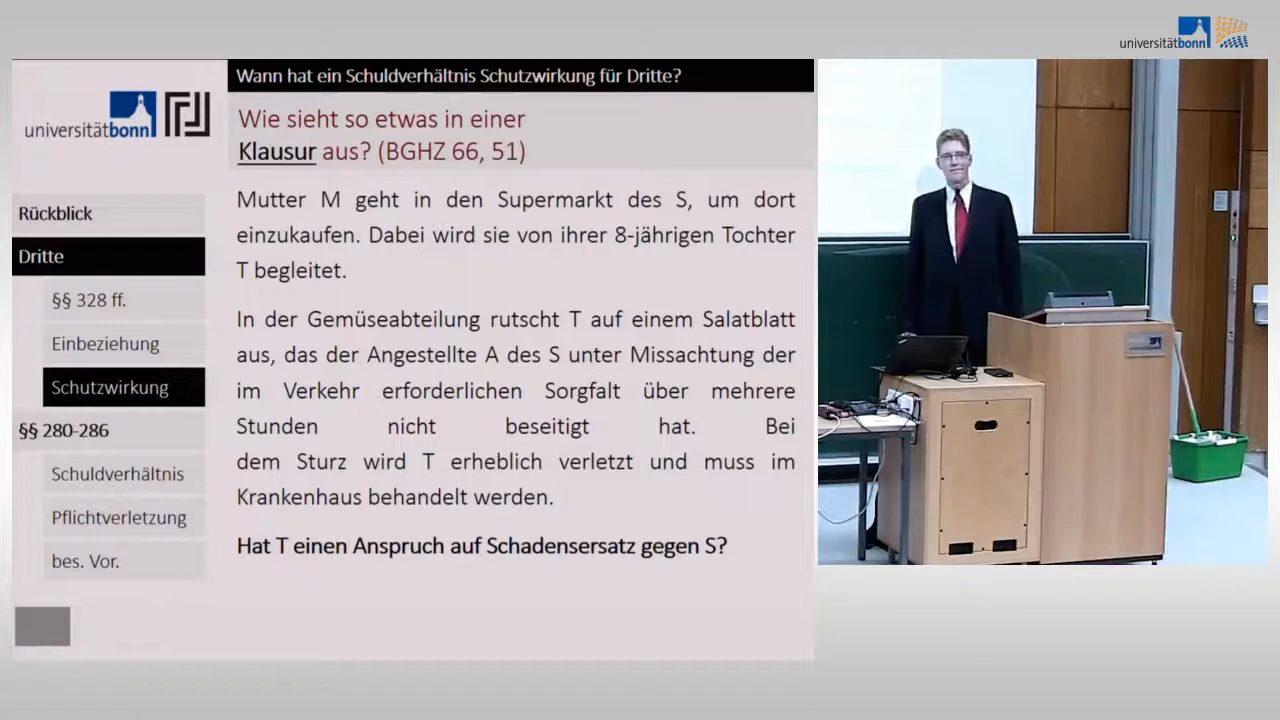 universitätbonn
Wann hat ein Schuldverhältnis Schutzwirkung für Dritte?
universitätbonn
Wie sieht so etwas in einer
Klausur aus? (BGHZ 66, 51)
Rückblick
Dritte
§§ 328 ff.
Einbeziehung
Schutzwirkung
§§ 280-286
Schuldverhältnis
Pflichtverletzung
bes. Vor.
Mutter M geht in den Supermarkt des S, um dort
einzukaufen. Dabei wird sie von ihrer 8-jährigen Tochter
T begleitet.
In der Gemüseabteilung rutscht T auf einem Salatblatt
aus, das der Angestellte A des S unter Missachtung der
im Verkehr erforderlichen Sorgfalt über mehrere
Stunden nicht beseitigt hat. Bei
dem Sturz wird T erheblich verletzt und muss im
Krankenhaus behandelt werden.
Hat T einen Anspruch auf Schadensersatz gegen S?